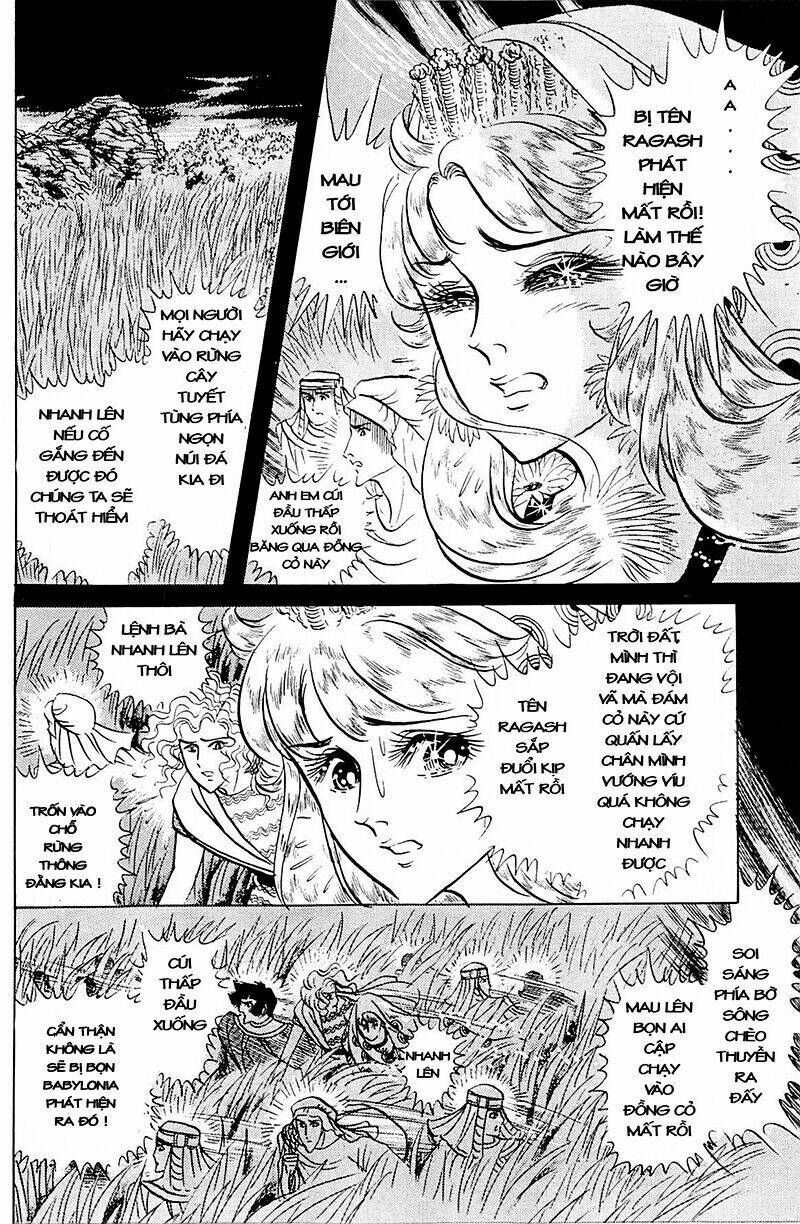 A
A . . .
BỊ TÊN
RAGASH
PHÁT
HIỆN
MẤT RỒI!
LÀM THẾ
NÀO BÂY
GIỜ
MAU
TỚI
BIÊN
GIỚI
...
ANH EM CÚI
ĐẦU THẤP
XUỐNG RỒI
BĂNG QUA ĐỒNG
CỎ NÀY
MỌI NGƯỜI
HÃY CHẠY
VÀO RỪNG
CÂY
TUYẾT
TÙNG PHÍA
NGỌN
NÚI ĐÁ
KIA ĐI
NHANH LÊN
NẾU CỐ
GẮNG ĐẾN
ĐƯỢC ĐÓ
CHÚNG TA SẼ
THOÁT HIỂM
TRỜI ĐẤT,
MÌNH THÌ
ĐANG VỘI
VÃ MÀ ĐÁM
CỎ NÀY CỨ
QUẤN LẤY
CHÂN MÌNH
VƯỚNG VÍU
QUÁ KHÔNG
CHẠY
NHANH
ĐƯỢC
TÊN
RAGASH
SẮP
ĐUỔI KỊP
MẤT RỒI
LỆNH BÀ
NHANH LÊN
THÔI
TRỐN VÀO
CHỖ
RỪNG
THÔNG
ĐẰNG KIA !
SOI
SÁNG
PHÍA BỜ
SÔNG
CHÈO
THUYỀN
RA
ĐẤY
MAU LÊN
BỌN AI
CẬP
CHẠY
VÀO
ĐỒNG CỎ
MẤT RỒI
NHANH
LÊN
CÚI
THẤP
ĐẦU
XUỐNG
CẨN THẬN
KHÔNG LÀ
SẼ BỊ BỌN
BABYLONIA
PHÁT HIỆN
RA ĐÓ !